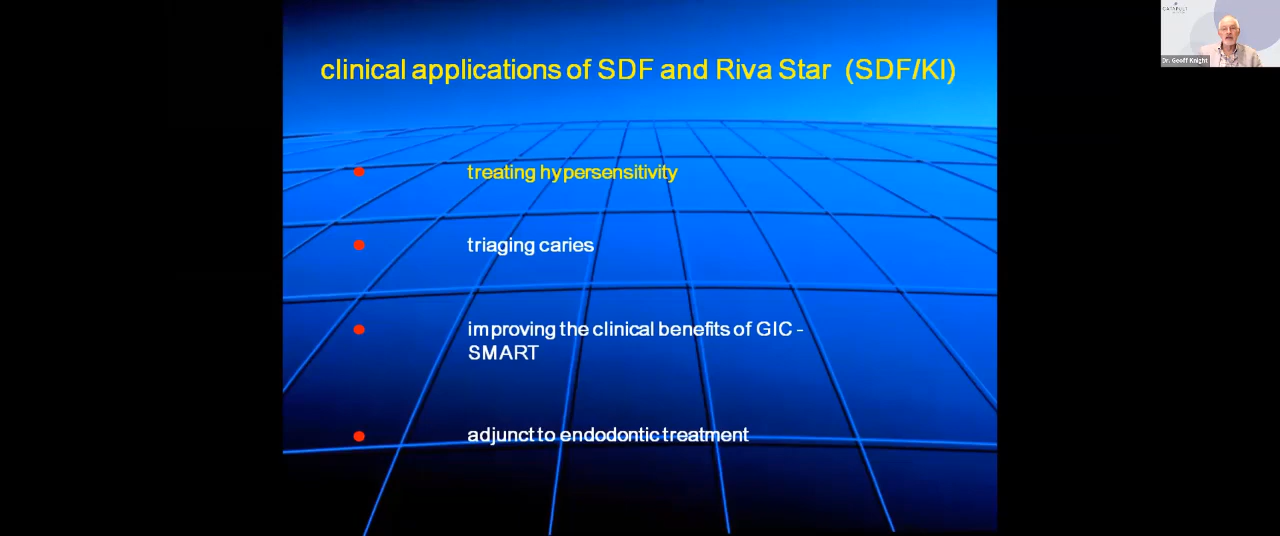 clinical applications of SDF and Riva Star (SDF/KI)
treating hypersensitivity
triaging caries
improving the clinical benefits of GIC -
SMART
adjunct to endodontic treatment
CATAPULT
Dr. Geoff Knight